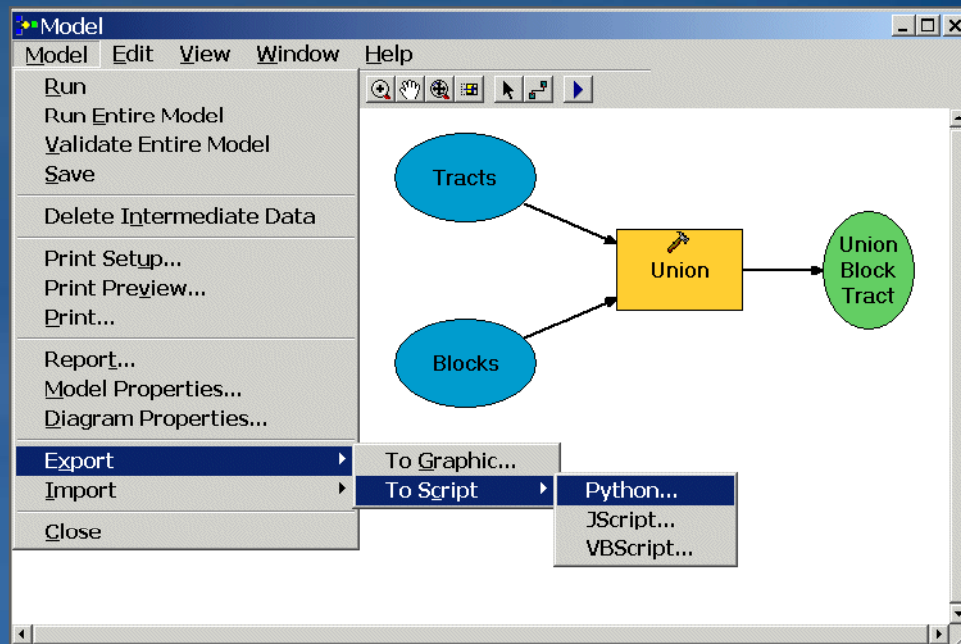 Model
Model Edit View Window Help
Run
Run Entire Model
Validate Entire Model
Save
Delete Intermediate Data
Print Setup...
Print Preview...
Print...
Report...
Model Properties...
Diagram Properties...
Export
Import
Close
To Graphic...
To Script
Python...
JScript...
VBScript...
Tracts
Blocks
Union
Union
Block
Tract